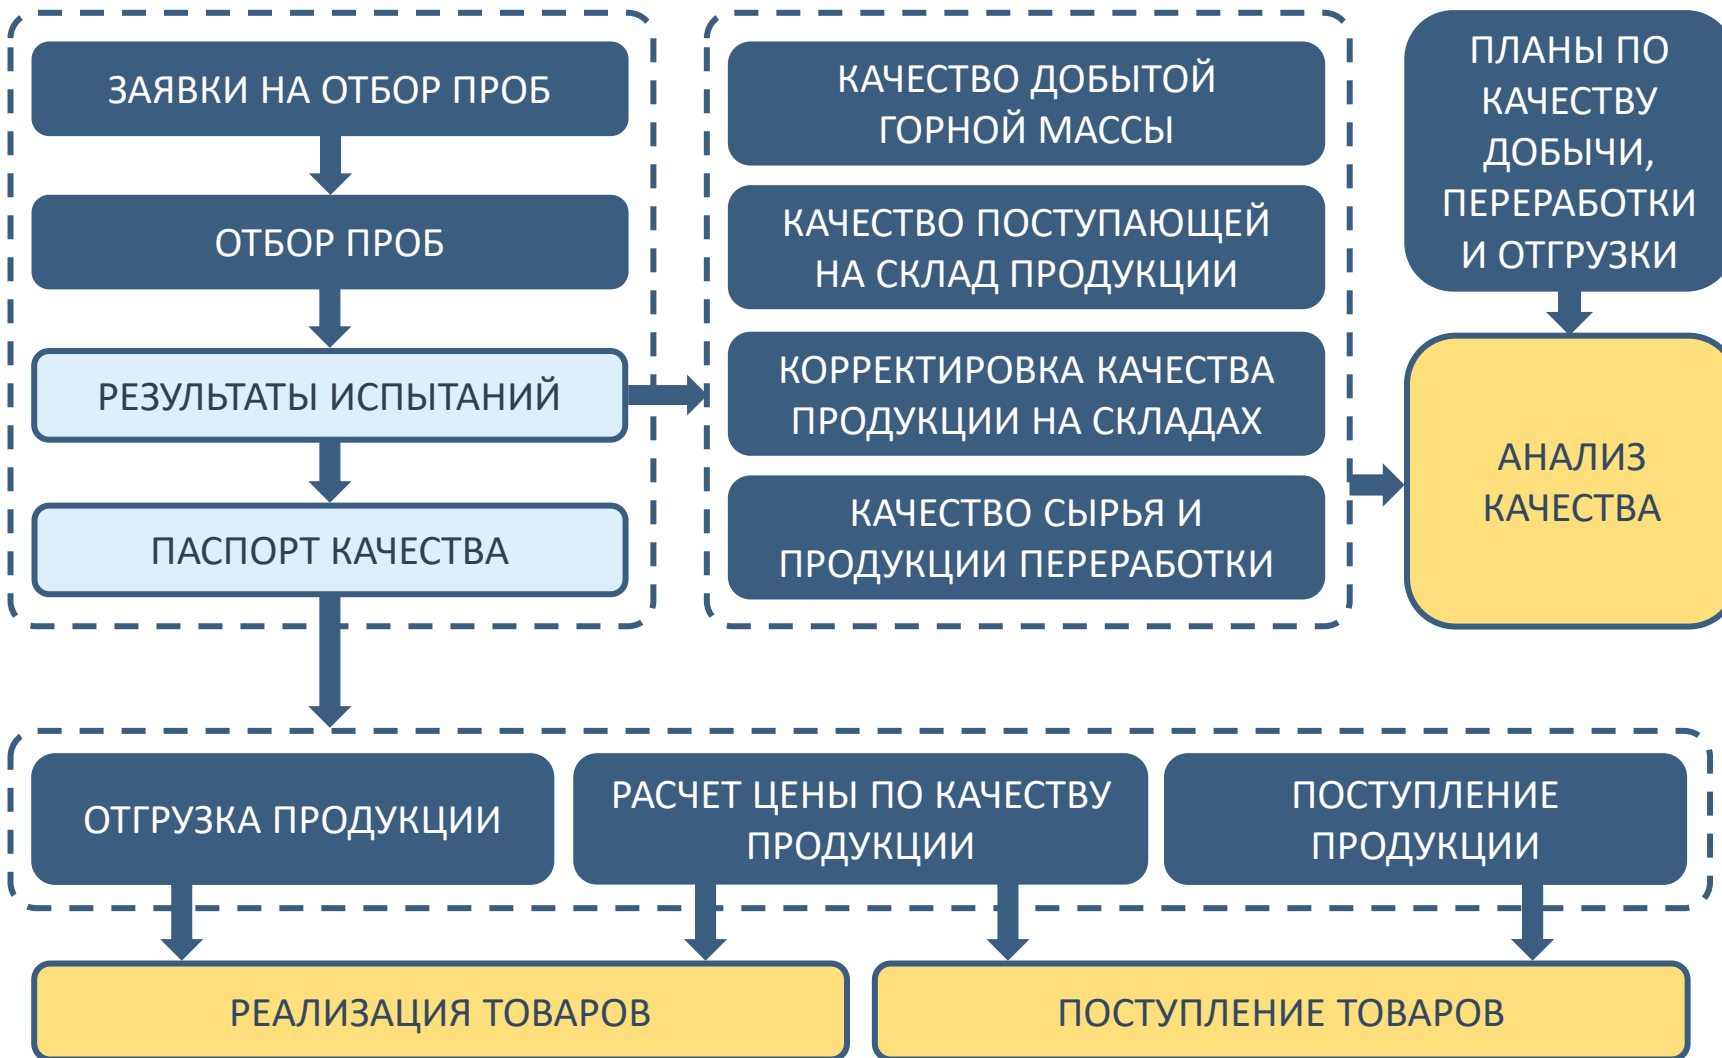 ЗАЯВКИ НА ОТБОР ПРОБ
ОТБОР ПРОБ
РЕЗУЛЬТАТЫ ИСПЫТАНИЙ
ПАСПОРТ КАЧЕСТВА
КАЧЕСТВО ДОБЫТОЙ
ГОРНОЙ МАССЫ
КАЧЕСТВО ПОСТУПАЮЩЕЙ
НА СКЛАД ПРОДУКЦИИ
КОРРЕКТИРОВКА КАЧЕСТВА
ПРОДУКЦИИ НА СКЛАДАХ
КАЧЕСТВО СЫРЬЯ И
ПРОДУКЦИИ ПЕРЕРАБОТКИ
ПЛАНЫ ПО
КАЧЕСТВУ
ДОБЫЧИ,
ПЕРЕРАБОТКИ
И ОТГРУЗКИ
АНАЛИЗ
КАЧЕСТВА
ОТГРУЗКА ПРОДУКЦИИ
РАСЧЕТ ЦЕНЫ ПО КАЧЕСТВУ
ПРОДУКЦИИ
ПОСТУПЛЕНИЕ
ПРОДУКЦИИ
РЕАЛИЗАЦИЯ ТОВАРОВ
ПОСТУПЛЕНИЕ ТОВАРОВ